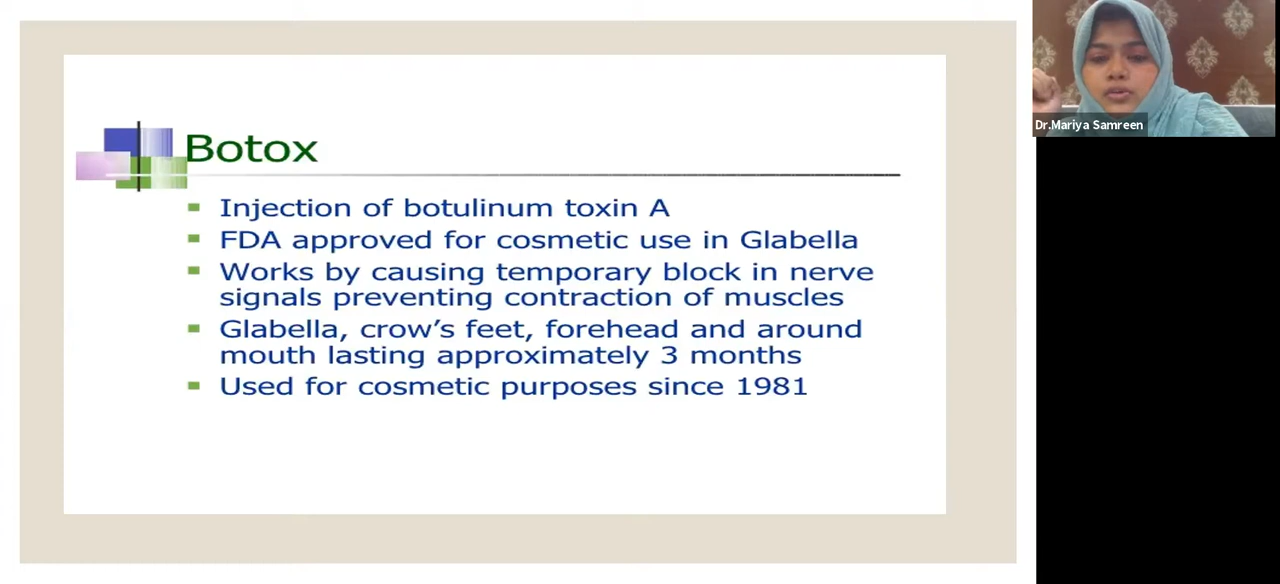 Botox
Injection of botulinum toxin A
FDA approved for cosmetic use in Glabella
Works by causing temporary block in nerve
signals preventing contraction of muscles
Glabella, crow’s feet, forehead and around
mouth lasting approximately 3 months
Used for cosmetic purposes since 1981
Dr.Mariya Samreen